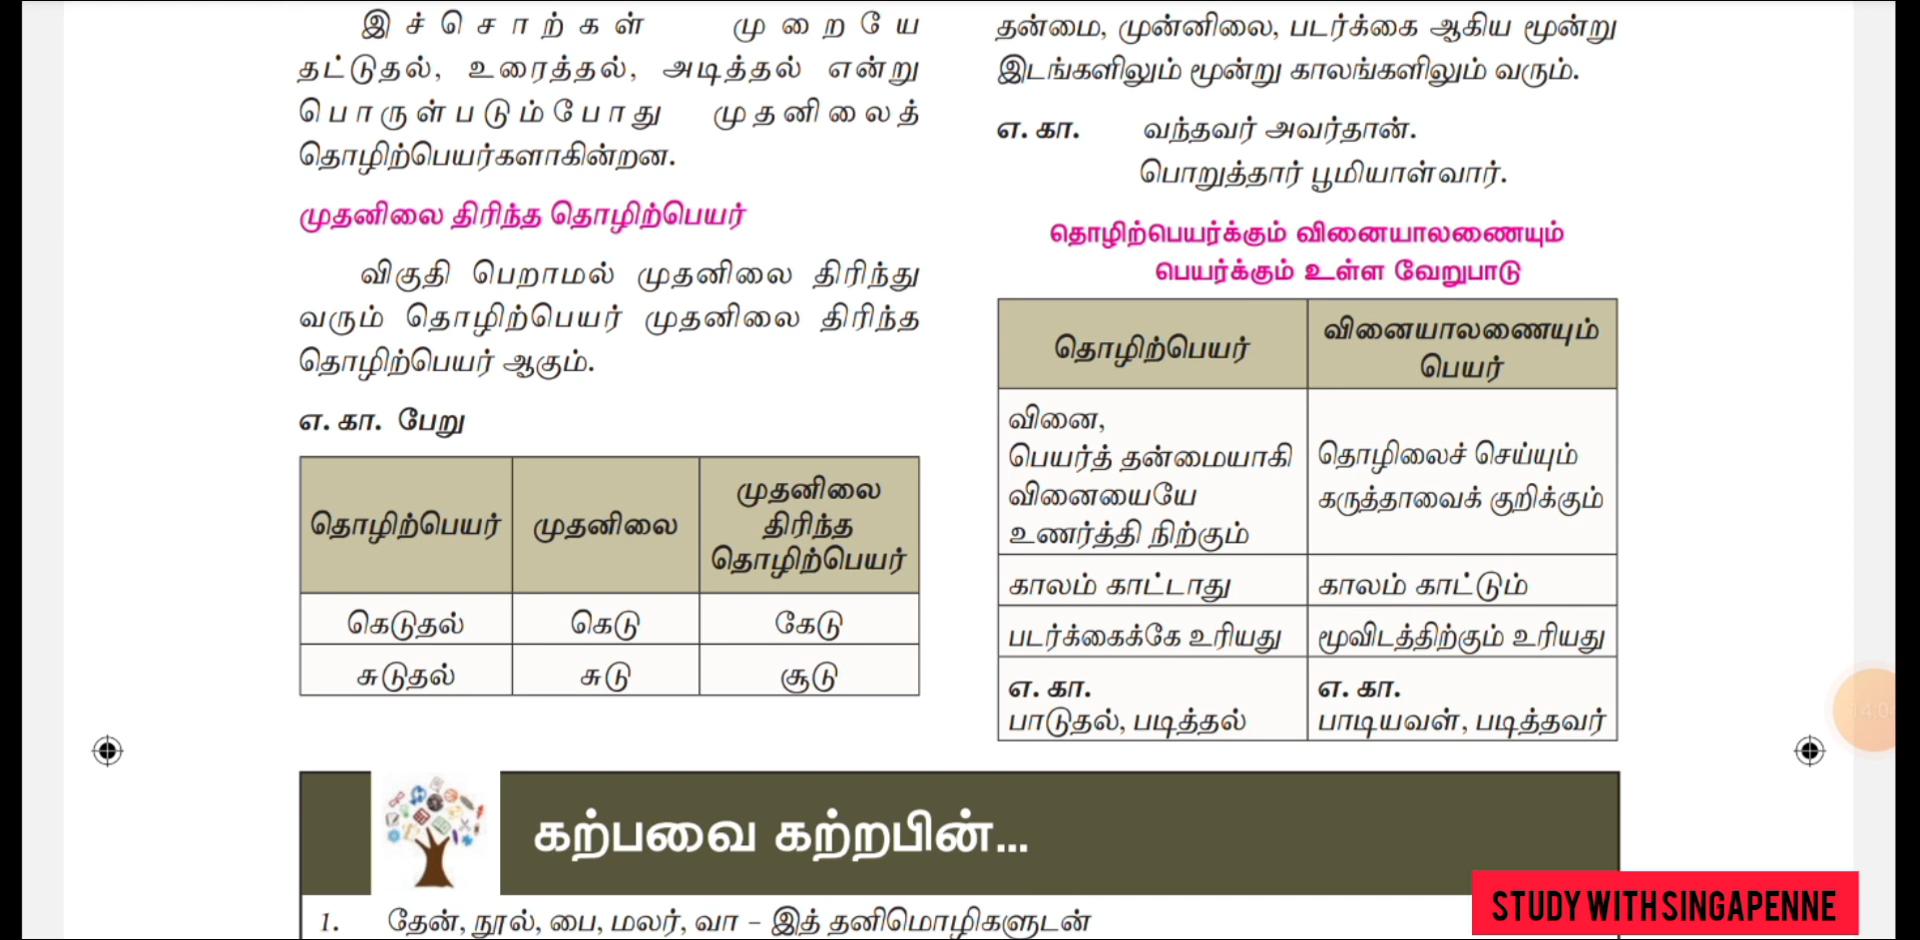 இச்சொற்கள் முறையே
தட்டுதல், உரைத்தல், அடித்தல் என்று
பொருள்படும்போது முதனிலைத்
தொழிற்பெயர்களாகின்றன.
முதனிலை திரிந்த தொழிற்பெயர்
விகுதி பெறாமல் முதனிலை திரிந்து
வரும் தொழிற்பெயர் முதனிலை திரிந்த
தொழிற்பெயர் ஆகும்.
எ. கா. பேறு
தொழிற்பெயர் முதனிலை முதனிலை
திரிந்த
தொழிற்பெயர்
கெடுதல் கெடு கேடு
சுடுதல் சுடு சூடு
தன்மை, முன்னிலை, படர்க்கை ஆகிய மூன்று
இடங்களிலும் மூன்று காலங்களிலும் வரும்.
எ. கா. வந்தவர் அவர்தான்.
பொறுத்தார் பூமியாள்வார்.
தொழிற்பெயர்க்கும் வினையாலணையும்
பெயர்க்கும் உள்ள வேறுபாடு
தொழிற்பெயர் வினையாலணையும்
பெயர்
வினை,
பெயர்த் தன்மையாகி
வினையையே
உணர்த்தி நிற்கும்
தொழிலைச் செய்யும்
கருத்தாவைக் குறிக்கும்
காலம் காட்டாது காலம் காட்டும்
படர்க்கைக்கே உரியது மூவிடத்திற்கும் உரியது
எ. கா. எ. கா.
பாடுதல், படித்தல் பாடியவள், படித்தவர்
கற்பவை கற்றபின்...
1. தேன், நூல், பை, மலர், வா – இத் தனிமொழிகளுடன்
STUDY WITH SINGAPENNE